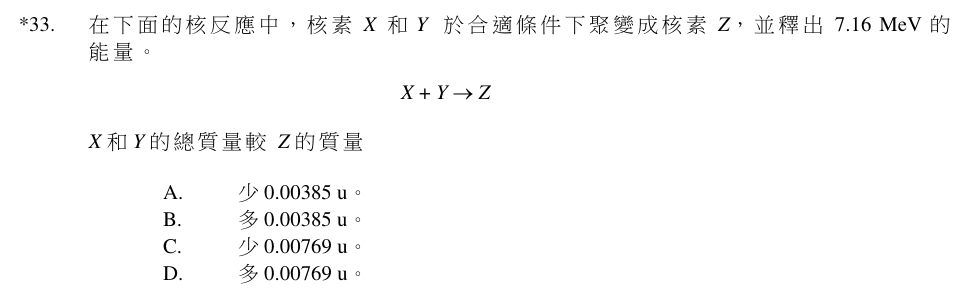 *33. 在下面的核反應中，核素 X 和 Y 於合適條件下聚變成核素 Z，並釋出 7.16 MeV 的
能量。
X + Y → Z
X 和 Y 的總質量較 Z 的質量
A. 少 0.00385 u。
B. 多 0.00385 u。
C. 少 0.00769 u。
D. 多 0.00769 u。